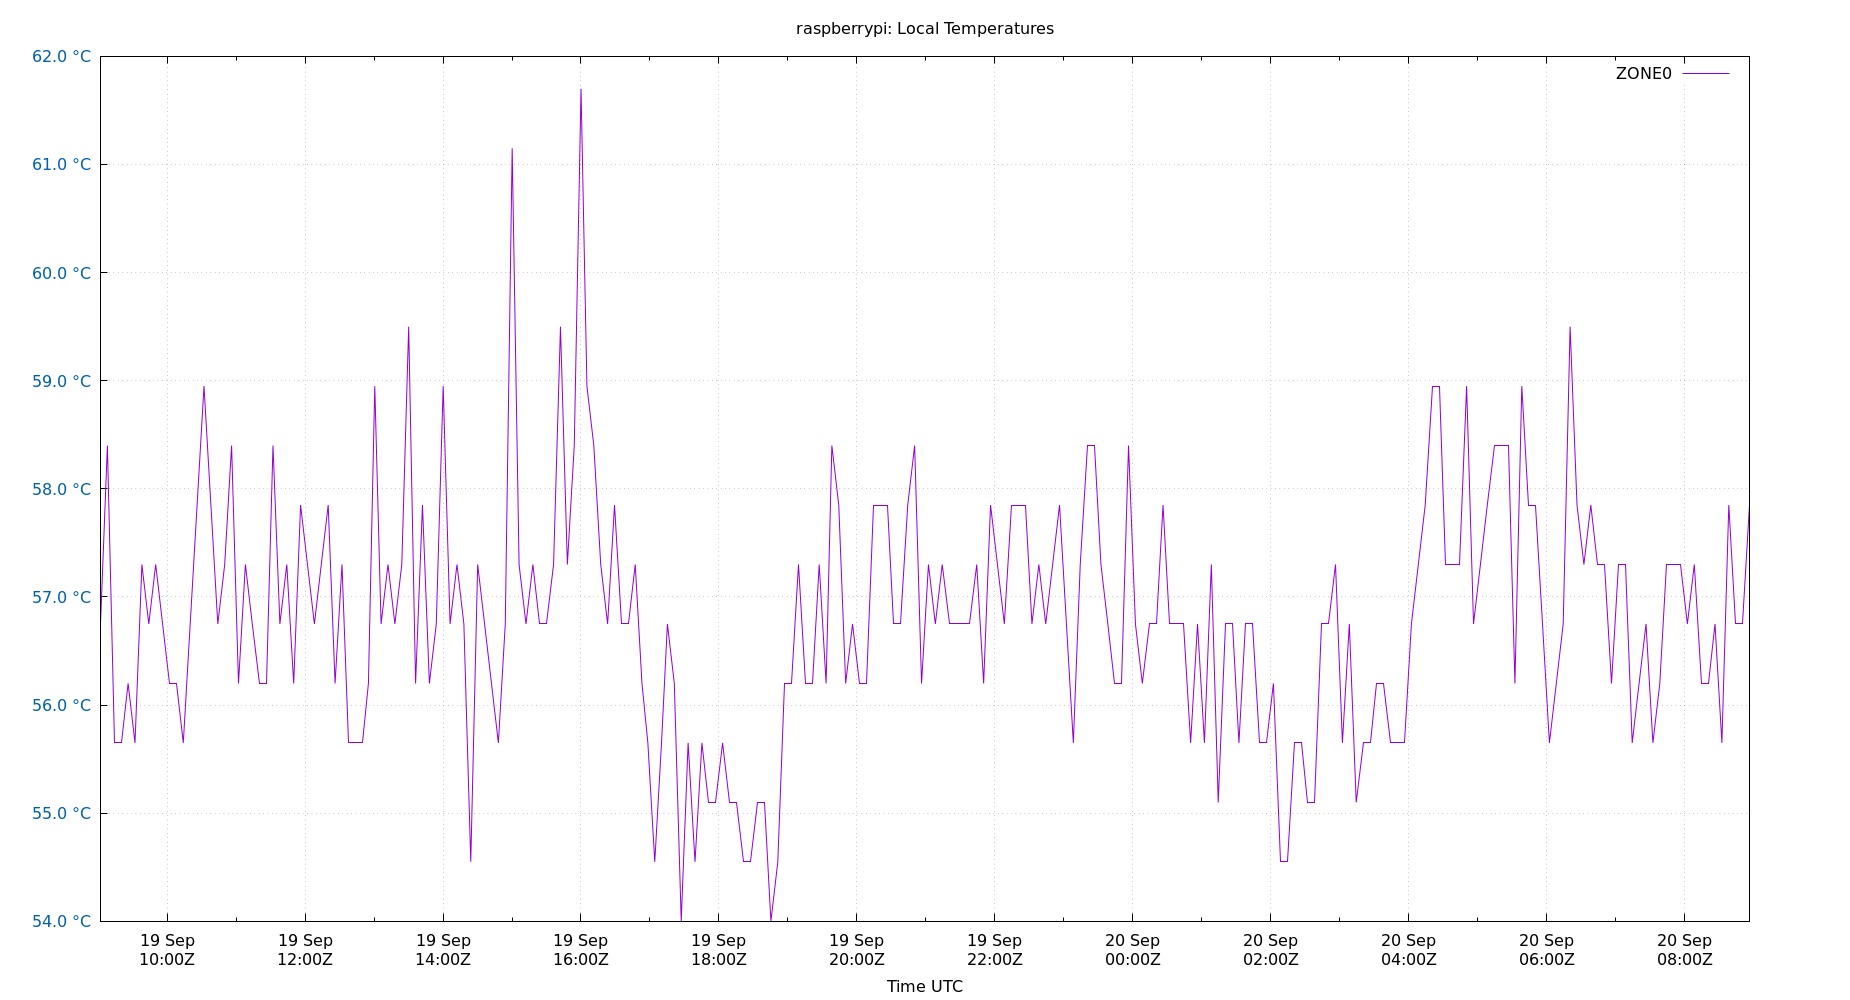 raspberrypi: Local Temperatures
62.0 °C
ZONE0
61.0 °C
60.0 °C
59.0 °C
58.0 °C
57.0 °C
56.0 °C
55.0 °C
54.0 °C
19 Sep 19 Sep 19 Sep 19 Sep 19 Sep 19 Sep 19 Sep 20 Sep 20 Sep 20 Sep 20 Sep 20 Sep
10:00Z 12:00Z 14:00Z 16:00Z 18:00Z 20:00Z 22:00Z 00:00Z 02:00Z 04:00Z 06:00Z 08:00Z
Time UTC